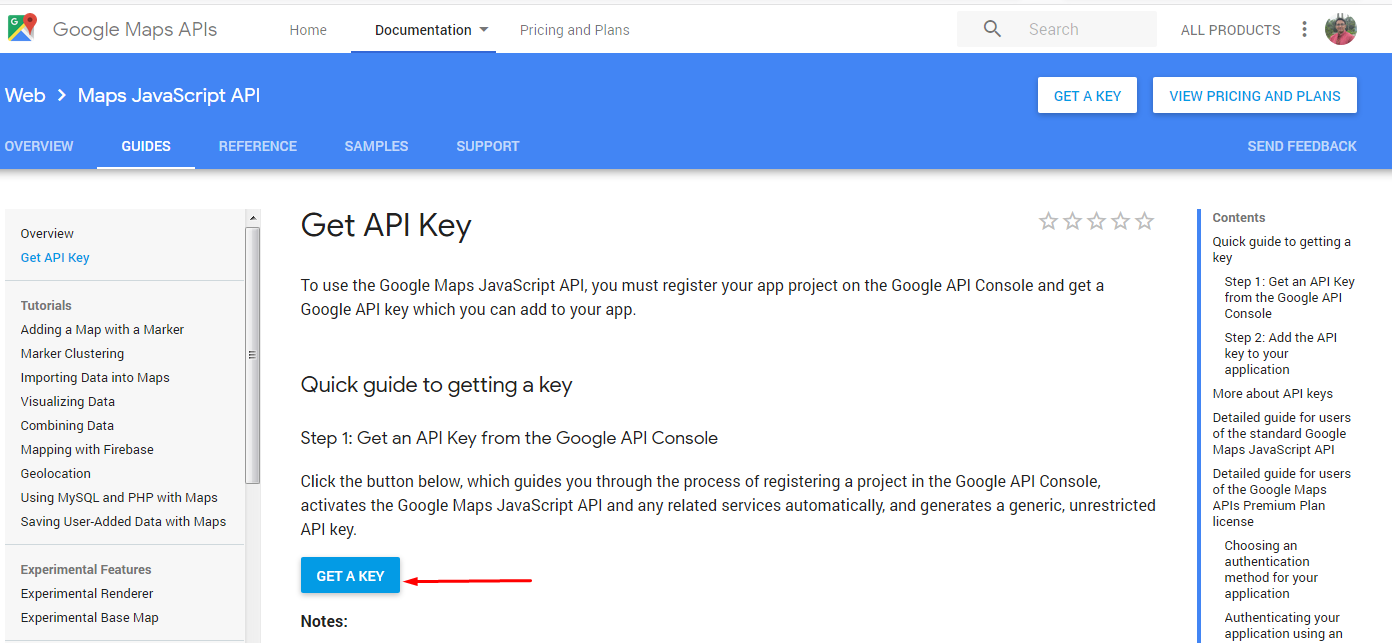 Google Maps APIs
Home
Documentation
Pricing and Plans
Search
ALL PRODUCTS
Web
Maps JavaScript API
GET A KEY
VIEW PRICING AND PLANS
OVERVIEW
GUIDES
REFERENCE
SAMPLES
SUPPORT
SEND FEEDBACK
Overview
Get API Key
Tutorials
Adding a Map with a Marker
Marker Clustering
Importing Data into Maps
Visualizing Data
Combining Data
Mapping with Firebase
Geolocation
Using MySQL and PHP with Maps
Saving User-Added Data with Maps
Experimental Features
Experimental Renderer
Experimental Base Map
Get API Key
To use the Google Maps JavaScript API, you must register your app project on the Google API Console and get a
Google API key which you can add to your app.
Quick guide to getting a key
Step 1: Get an API Key from the Google API Console
Click the button below, which guides you through the process of registering a project in the Google API Console,
activates the Google Maps JavaScript API and any related services automatically, and generates a generic, unrestricted
API key.
GET A KEY
Notes:
Contents
Quick guide to getting a
key
Step 1: Get an API Key
from the Google API
Console
Step 2: Add the API
key to your
application
More about API keys
Detailed guide for users
of the standard Google
Maps JavaScript API
Detailed guide for users
of the Google Maps
APIs Premium Plan
license
Choosing an
authentication
method for your
application
Authenticating your
application using an